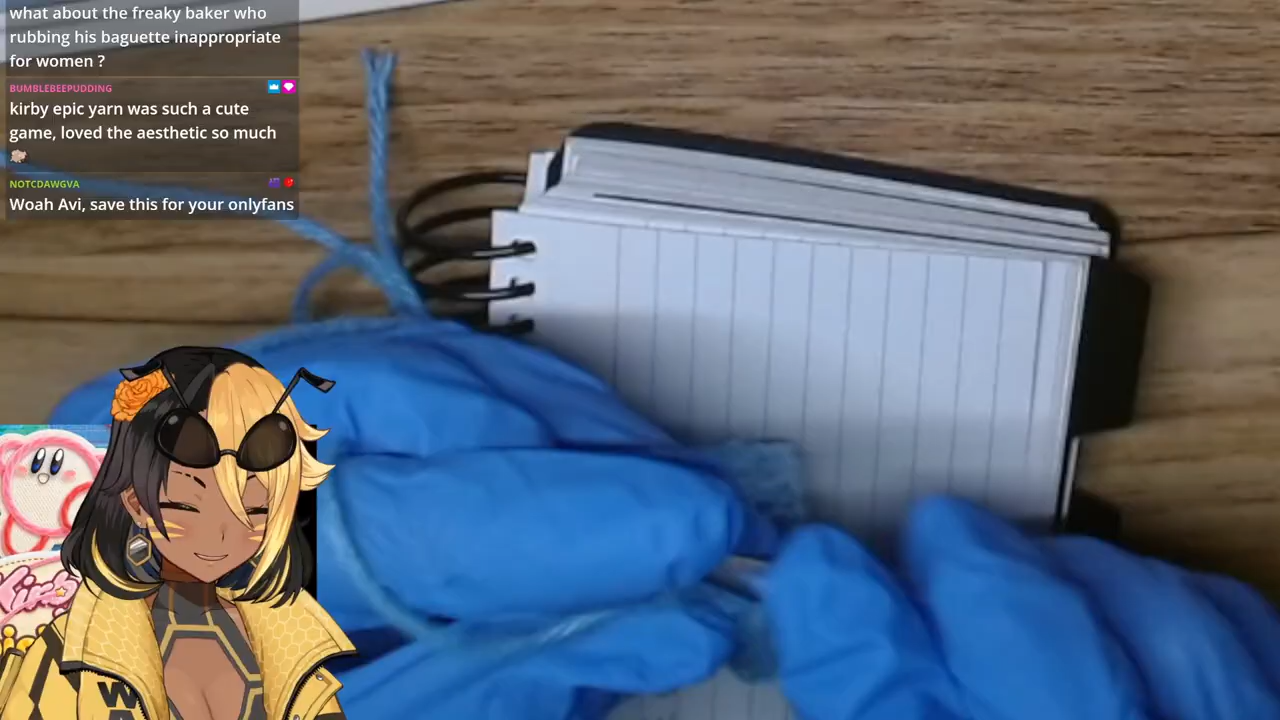 what about the freaky baker who
rubbing his baguette inappropriate
for women ?
BUMBLEBEEPUDDING
kirby epic yarn was such a cute
game, loved the aesthetic so much
NOTCDAWGVA
Woah Avi, save this for your onlyfans